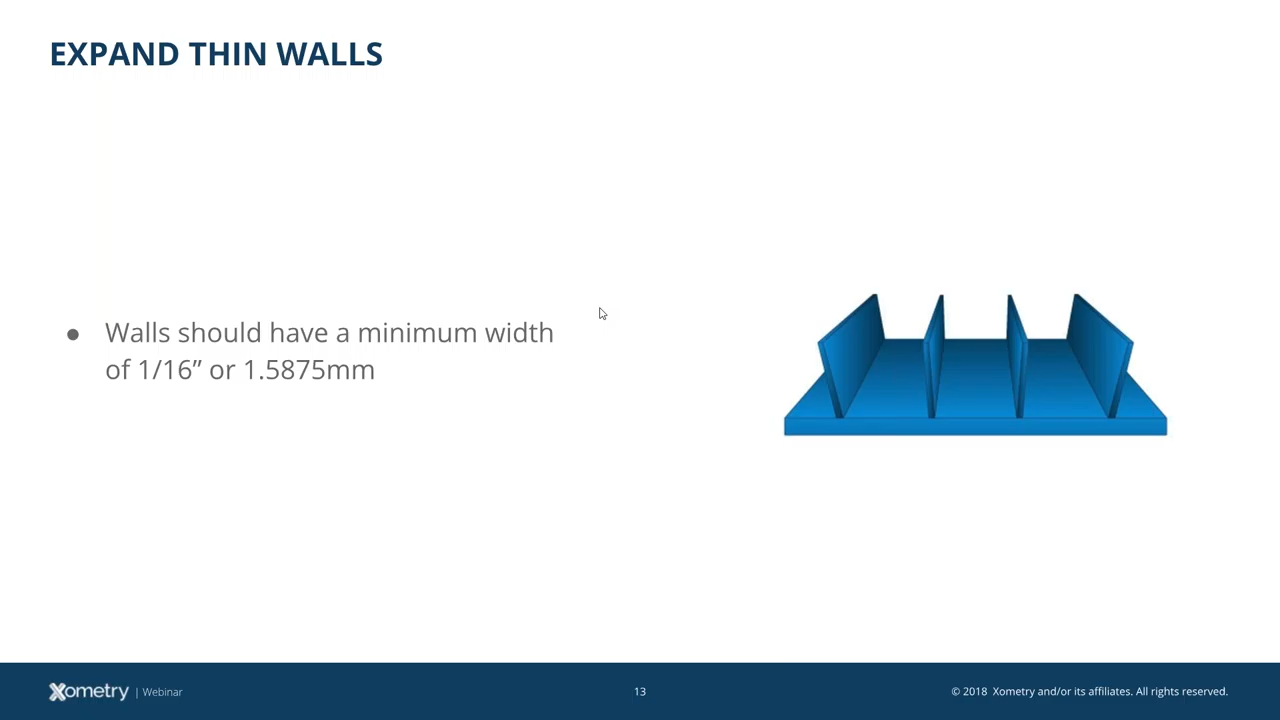 EXPAND THIN WALLS
● Walls should have a minimum width
of 1/16” or 1.5875mm
Xometry | Webinar
13
© 2018 Xometry and/or its affiliates. All rights reserved.